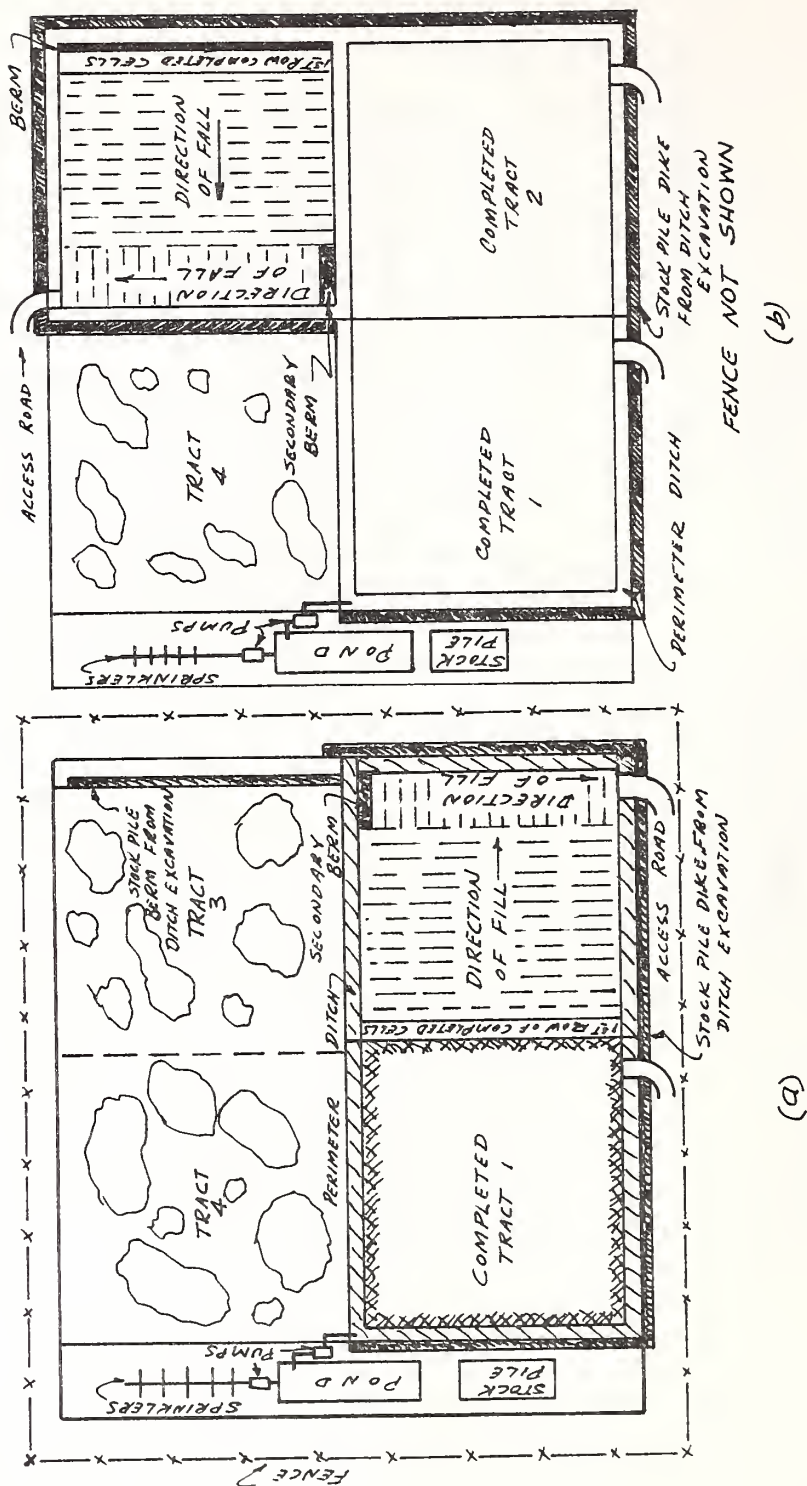 FENCE
SPRINKLERS
PUMPS
POND
STOCK
PILE
TRACT
4
STOCK PILE
BERM FROM
DITCH EXCAVATION
TRACT
3
PERIMETER
DITCH
SECONDARY
BERM
COMPLETED
TRACT 1
1ST ROW OF COMPLETED CELLS
DIRECTION
OF FILL
DIRECTION
OF FILL
ACCESS ROAD
STOCK PILE DIKE FROM
DITCH EXCAVATION
(a)
ACCESS ROAD
BERM
SPRINKLERS
PUMPS
POND
STOCK
PILE
TRACT
4
SECONDARY
BERM
DIRECTION
OF FALL
DIRECTION
OF FALL
1ST ROW COMPLETED CELLS
COMPLETED
TRACT
1
COMPLETED
TRACT
2
PERIMETER DITCH
STOCK PILE DIKE
FROM DITCH
EXCAVATION
FENCE NOT SHOWN
(b)